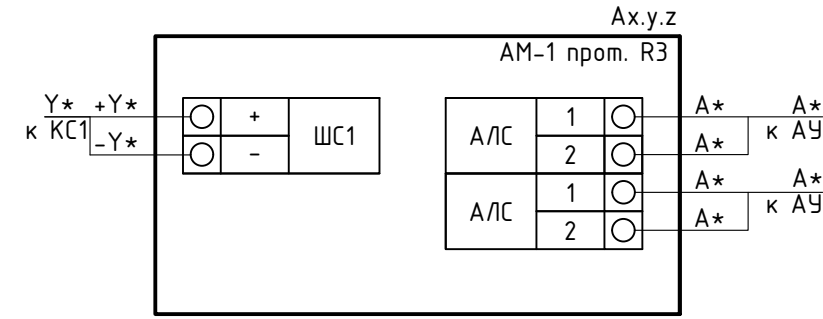 Ax.y.z
АМ-1 прот. R3
Y* +Y*
к КС1
-Y*
+
-
ШС1
АЛС
1
2
АЛС
1
2
A* A*
к АУ
A*
A* A*
к АУ
A*